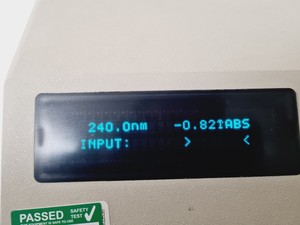 240.0nm -0.821ABS
INPUT: > <
PASSED SAFETY TEST